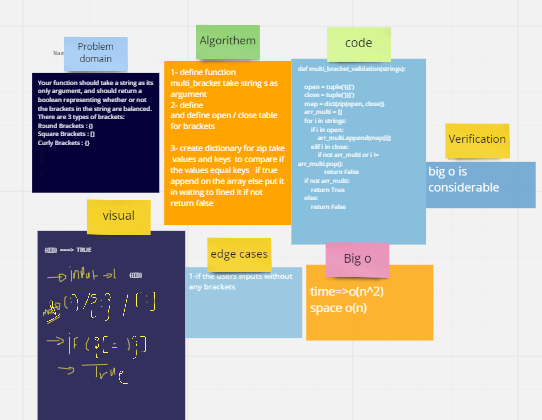 Problem
domain
Your function should take a string as its
only argument, and should return a
boolean representing whether or not
the brackets in the string are balanced.
There are 3 types of brackets:
Round Brackets : ()
Square Brackets : []
Curly Brackets : {}
Algorithem
1- define function
multi_bracket take string s as
argument
2- define
and define open / close table
for brackets
3- create dictionary for zip take
values and keys to compare if
the values equal keys if true
append on the array else put it
in wating to fined it if not
return false
code
def multi_bracket_validation(strings):
open = tuple('({[')
close = tuple(')}]')
map = dict(zip(open, close))
arr_multi = []
for i in strings:
if i in open:
arr_multi.append(map[i])
elif i in close:
if not arr_multi or i !=
arr_multi.pop():
return False
if not arr_multi:
return True
else:
return False
Verification
big o is
considerable
visual
===> TRUE
→ input → 1
→ if
→ True
edge cases
1-if the users inputs without
any brackets
Big o
time=>o(n^2)
space o(n)